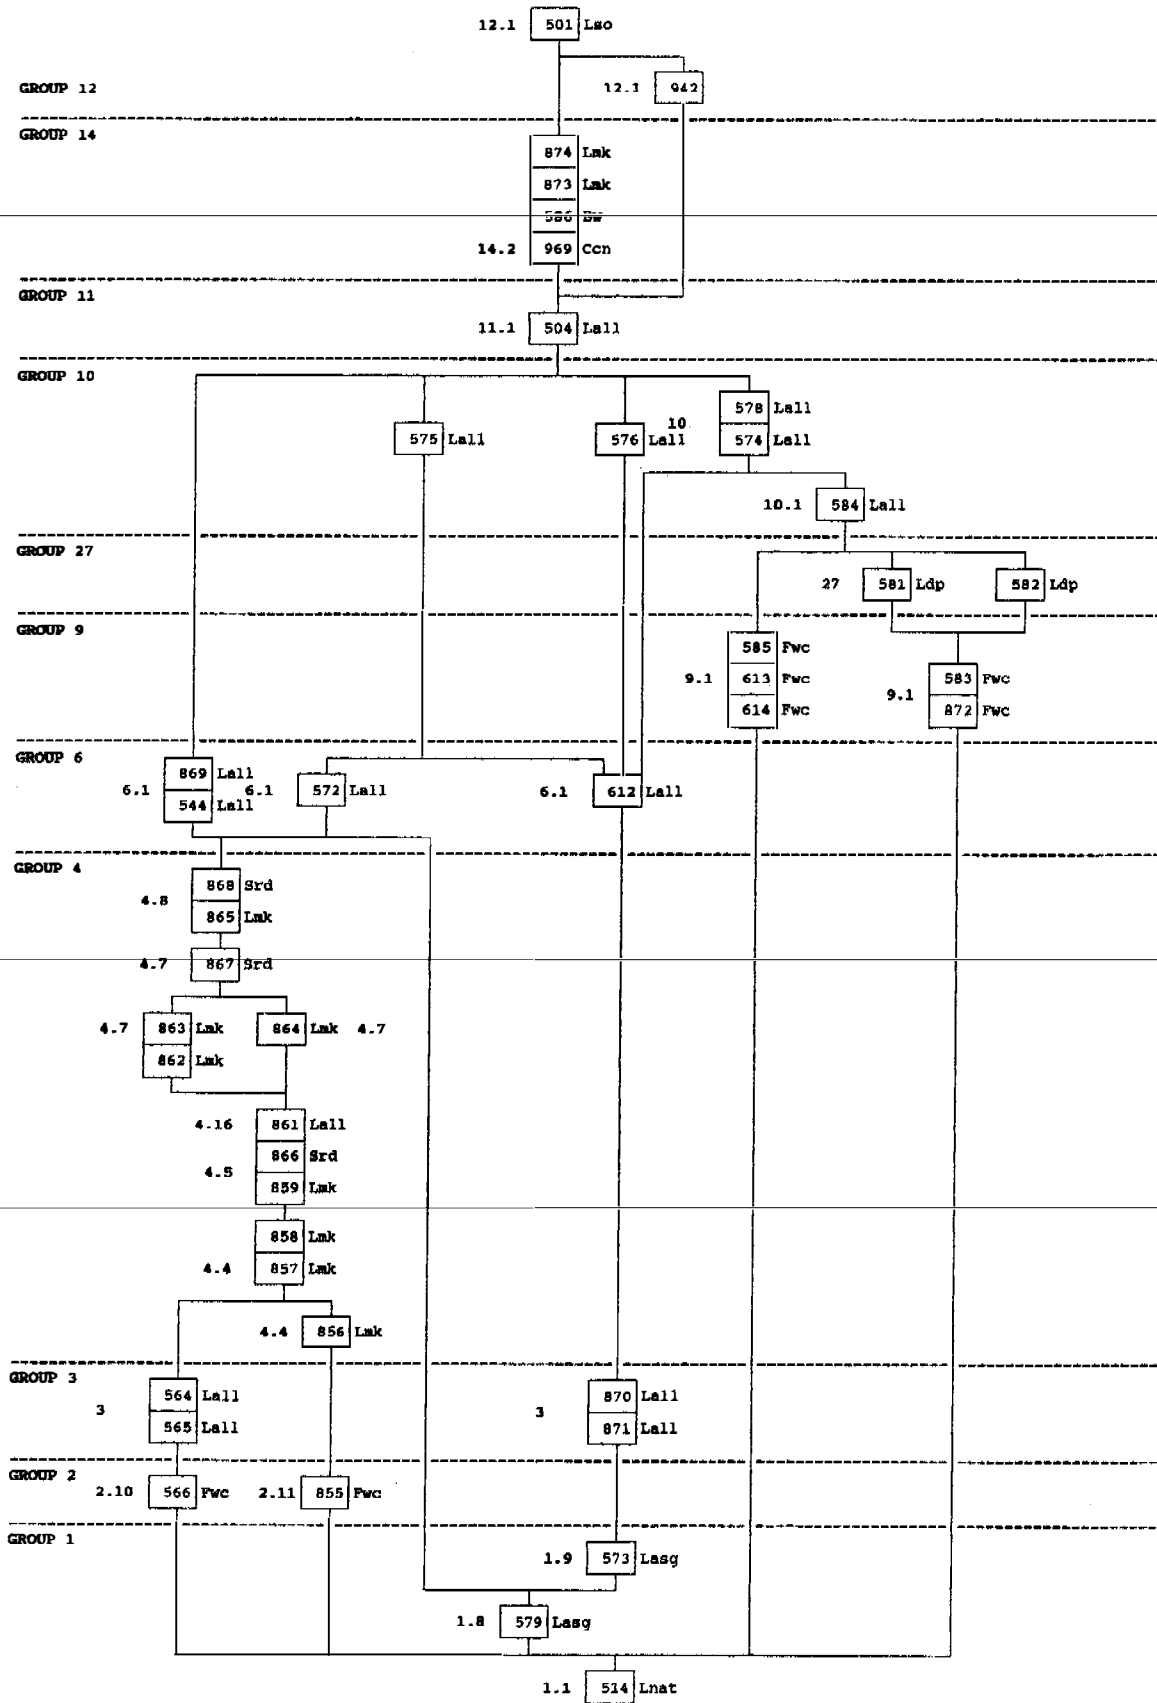 12.1 501 Lso
GROUP 12 12.1 942
GROUP 14
874 Lmk
873 Lmk
586 Bw
14.2 969 Ccn
GROUP 11
11.1 504 Lall
GROUP 10
578 Lall
575 Lall 576 Lall 10 574 Lall
10.1 584 Lall
GROUP 27
27 581 Ldp 582 Ldp
GROUP 9
585 Fwc
9.1 613 Fwc 583 Fwc
614 Fwc 9.1 872 Fwc
GROUP 6
869 Lall
6.1 544 Lall 6.1 572 Lall 6.1 612 Lall
GROUP 4
868 Srd
4.8 865 Lmk
4.7 867 Srd
4.7 863 Lmk 864 Lmk 4.7
862 Lmk
4.16 861 Lall
866 Srd
4.5 859 Lmk
858 Lmk
4.4 857 Lmk
4.4 856 Lmk
GROUP 3
564 Lall 870 Lall
3 565 Lall 3 871 Lall
GROUP 2
2.10 566 Fwc 2.11 855 Fwc
GROUP 1
1.9 573 Lasg
1.8 579 Lasg
1.1 514 Lnat